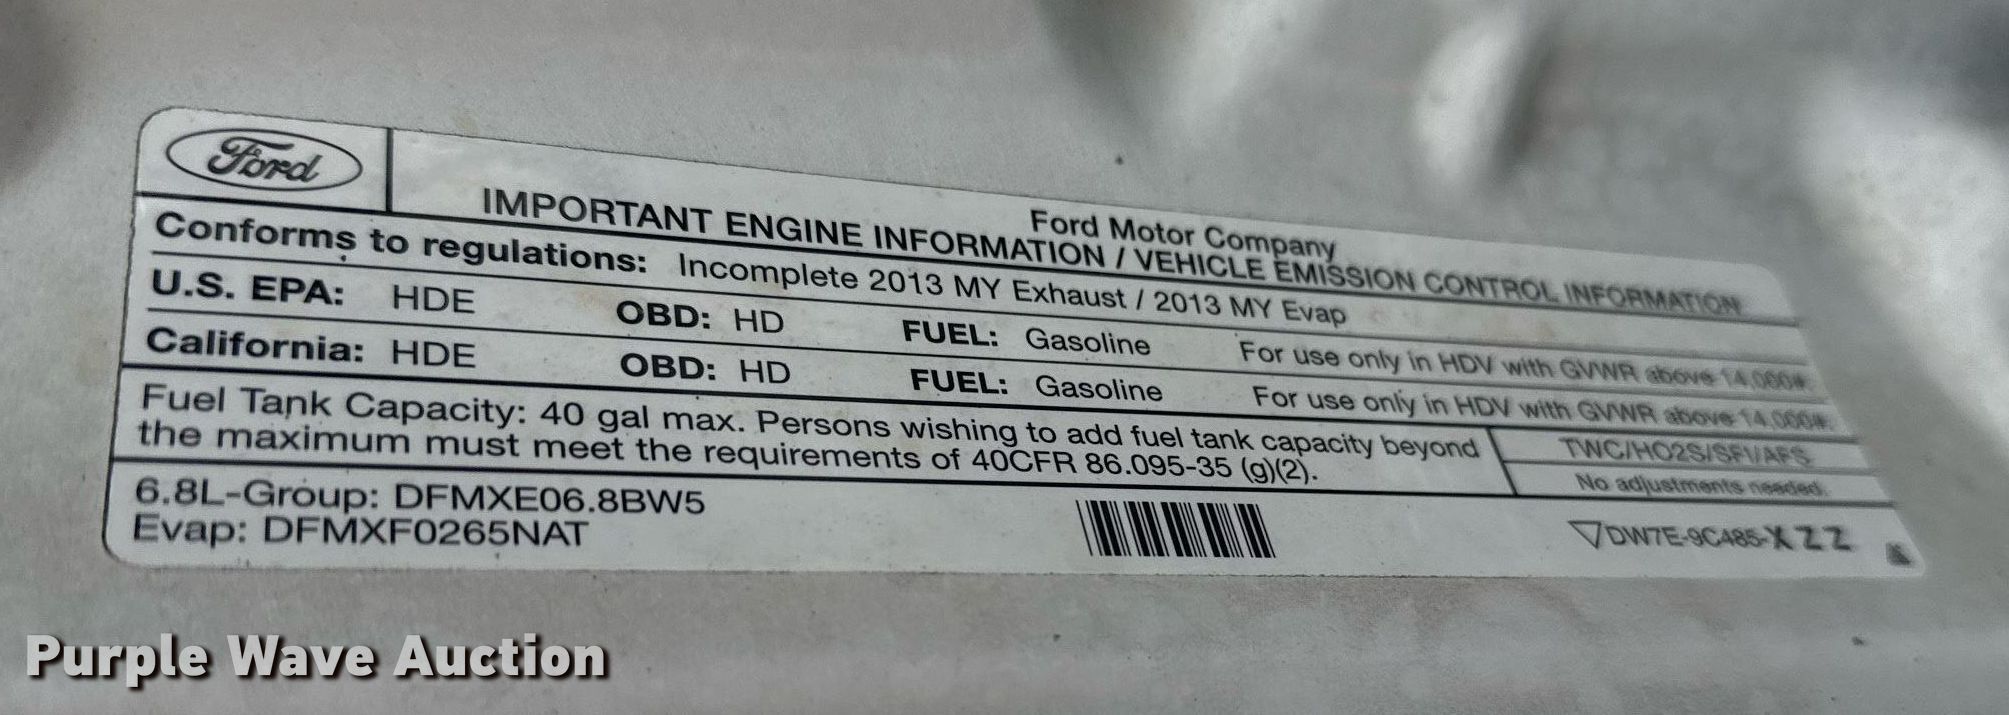 Ford
Ford Motor Company
IMPORTANT ENGINE INFORMATION / VEHICLE EMISSION CONTROL INFORMATION
Conforms to regulations: Incomplete 2013 MY Exhaust / 2013 MY Evap
U.S. EPA: HDE OBD: HD FUEL: Gasoline For use only in HDV with GVWR above 14,000#.
California: HDE OBD: HD FUEL: Gasoline For use only in HDV with GVWR above 14,000#.
Fuel Tank Capacity: 40 gal max. Persons wishing to add fuel tank capacity beyond
the maximum must meet the requirements of 40CFR 86.095-35 (g)(2).
TWC/HO2S/SFI/AFS
No adjustments needed.
6.8L-Group: DFMXE06.8BW5
Evap: DFMXF0265NAT
DW7E-9C485-XZZ
Purple Wave Auction